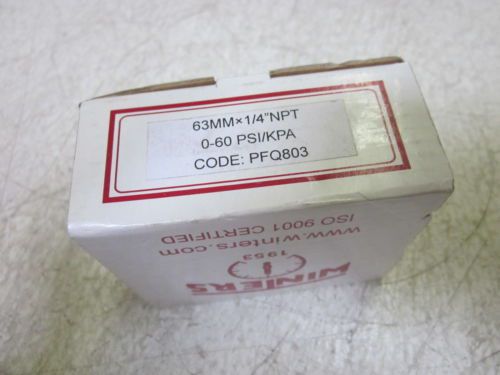 63MM×1/4"NPT
0-60 PSI/KPA
CODE: PFQ803
ISO 9001 CERTIFIED
www.winters.com
1953
WINTERS